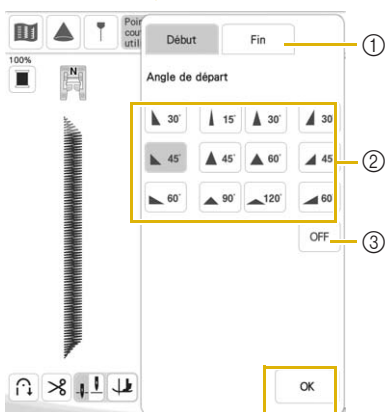 Poin
cou
util
Début Fin ①
100%
N
Angle de départ
30° 15° 30° 30
45° 45° 60° 45 ②
60° 90° 120° 60
OFF ③
OK